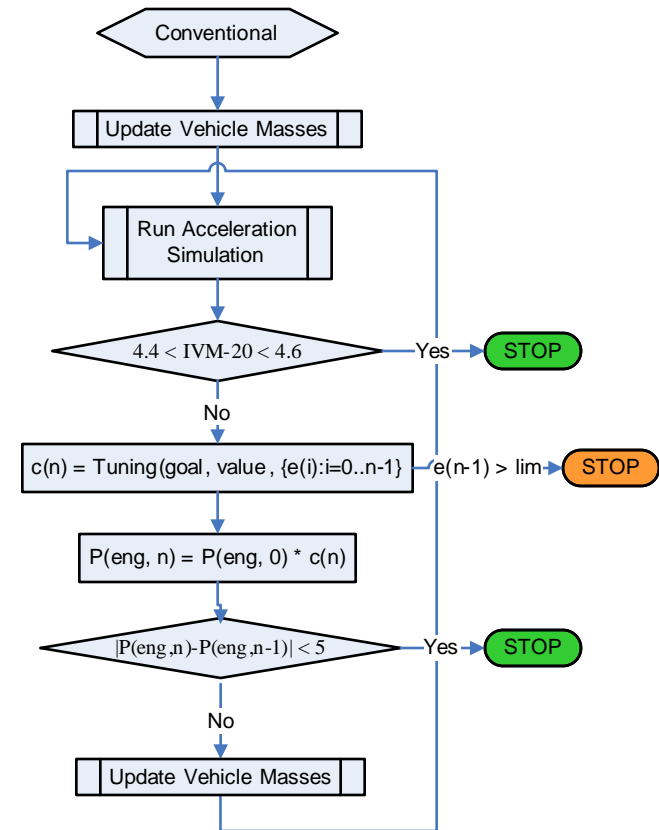 Conventional
Update Vehicle Masses
Run Acceleration
Simulation
4.4 < IVM-20 < 4.6
Yes
STOP
No
c(n) = Tuning(goal, value , {e(i):i=0..n-1}
e(n-1) > lim
STOP
P(eng, n) = P(eng, 0) * c(n)
|P(eng,n)-P(eng,n-1)| < 5
Yes
STOP
No
Update Vehicle Masses